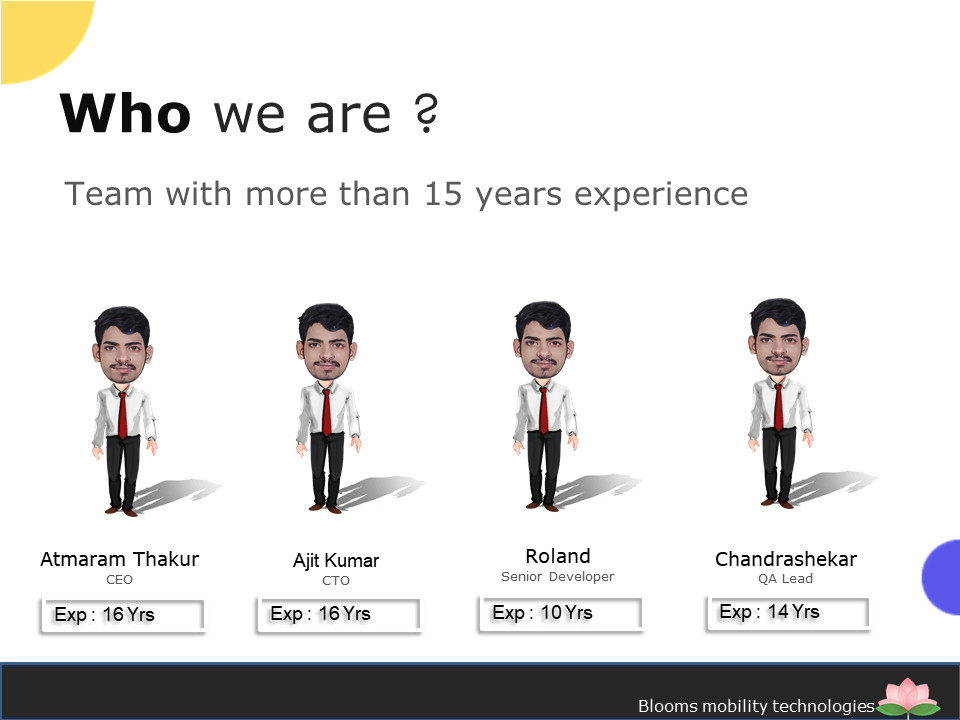 Who we are ?
Team with more than 15 years experience
Atmaram Thakur
CEO
Exp : 16 Yrs
Ajit Kumar
CTO
Exp : 16 Yrs
Roland
Senior Developer
Exp : 10 Yrs
Chandrashekar
QA Lead
Exp : 14 Yrs
Blooms mobility technologies